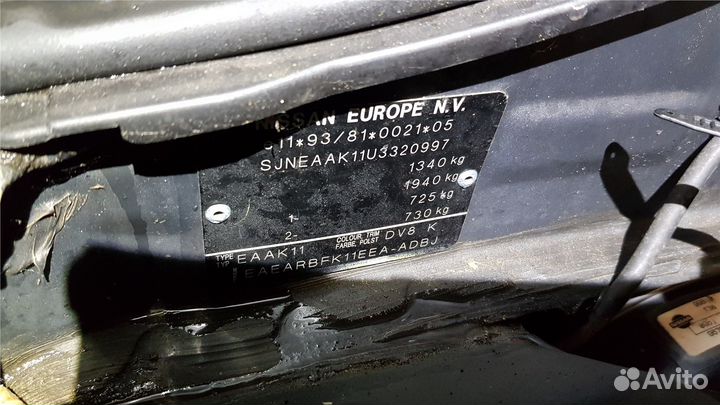 NISSAN EUROPE N.V.
*93/81*0021*05
SJNEAAK11U3320997
1340 kg
1940 kg
1- 725 kg
2- 730 kg
TYPE
TYP EAAK11 COLOUR, TRIM
FARBE, POLST DV8 K
EAEARBFK11EEA-ADBJ
Avito